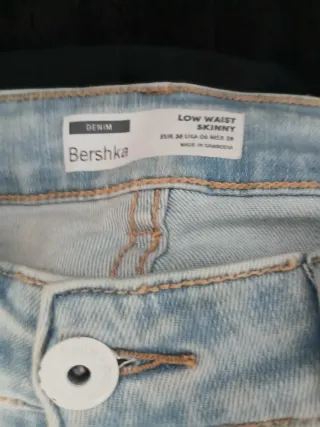 DENIM
Bershka
LOW WAIST
SKINNY
EUR 38 USA 06 MEX 28
MADE IN CAMBODIA